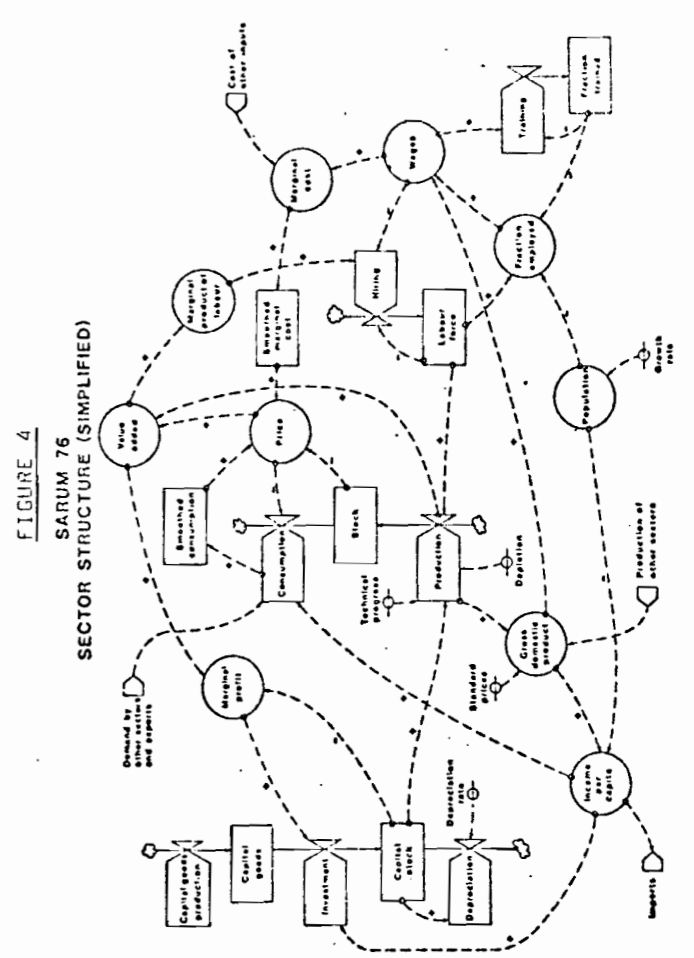 FIGURE 4
SARUM 76
SECTOR STRUCTURE (SIMPLIFIED)
Capital goods
production
Capital
goods
Investment
Capital
stock
Depreciation
Depreciation
rate
Imports
Income
per
capita
Demand by
other sectors
and exports
Marginal
profit
Standard
prices
Gross
domestic
product
Production of
other sectors
Technical
progress
Production
Depletion
Consumption
Stock
Smoothed
consumption
Value
added
Price
Smoothed
marginal
cost
Marginal
product of
labour
Hiring
Labour
force
Population
Growth
rate
Fraction
employed
Marginal
cost
Cost of
other inputs
Wages
Training
Fraction
trained